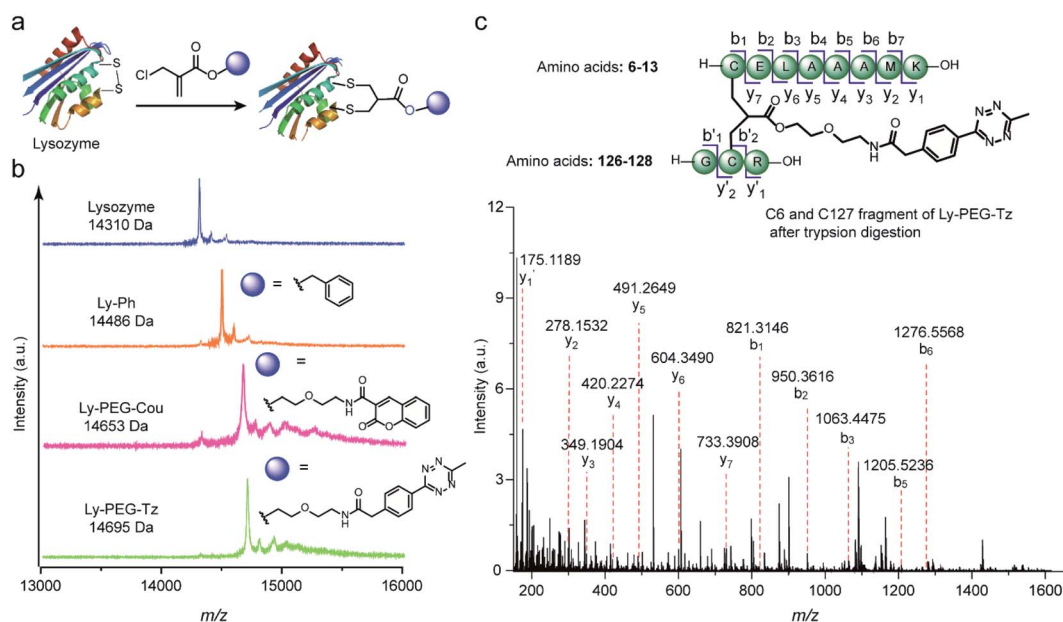 a
Cl
O
O
S
S
Lysozyme
S
S
O
O
b
Lysozyme
14310 Da
Ly-Ph
14486 Da
=
Ly-PEG-Cou
14653 Da
=
O
N
H
O
O
O
Ly-PEG-Tz
14695 Da
=
O
N
H
O
N
N
N
N
Intensity (a.u.)
13000 14000 15000 16000
m/z
c
b1 b2 b3 b4 b5 b6 b7
Amino acids: 6-13
H C E L A A A M K OH
y7 y6 y5 y4 y3 y2 y1
O
O
O
N
H
O
N
N
N
N
b'1 b'2
Amino acids: 126-128
H G C R OH
y'2 y'1
C6 and C127 fragment of Ly-PEG-Tz
after trypsion digestion
12
9
6
3
0
Intensity (a.u.)
175.1189
y1'
278.1532
y2
349.1904
y3
420.2274
y4
491.2649
y5
604.3490
y6
733.3908
y7
821.3146
b1
950.3616
b2
1063.4475
b3
1205.5236
b5
1276.5568
b6
200 400 600 800 1000 1200 1400 1600
m/z